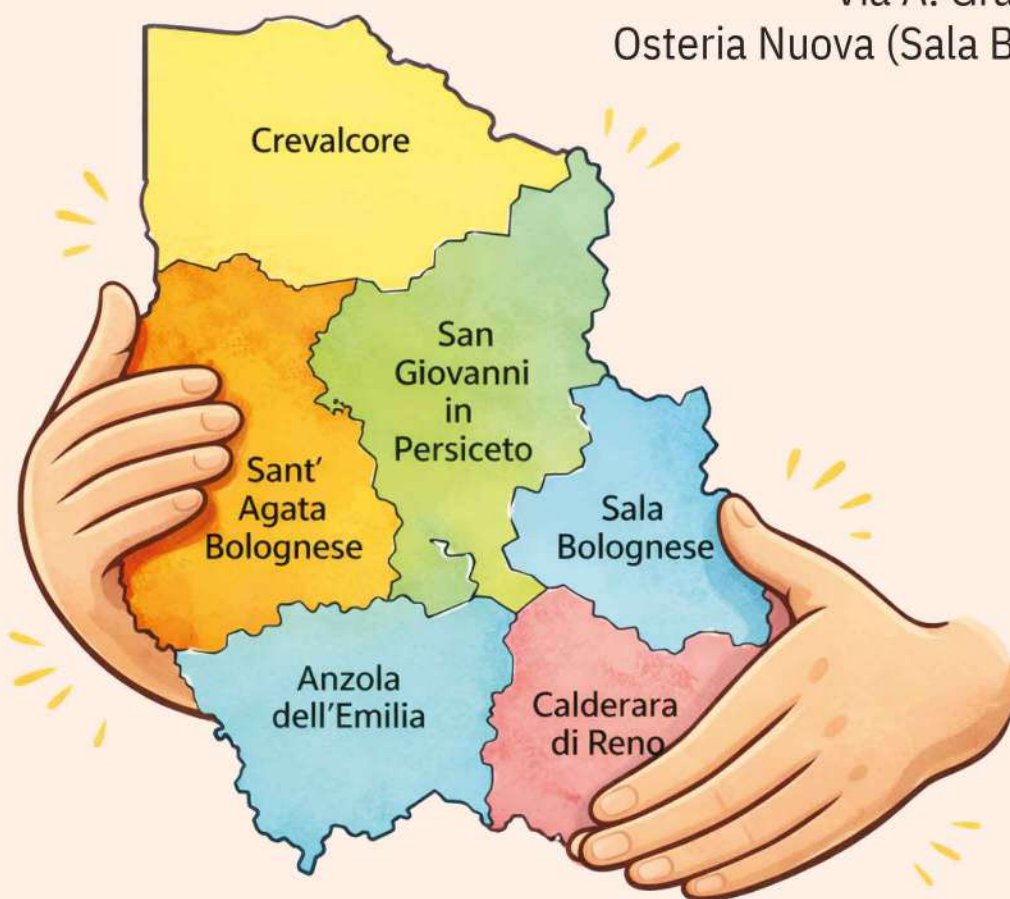 Osteria Nuova (Sala
Crevalcore
San
Giovanni
in
Persiceto
Sant'
Agata
Bolognese
Sala
Bolognese
Anzola
dell'Emilia
Calderara
di Reno